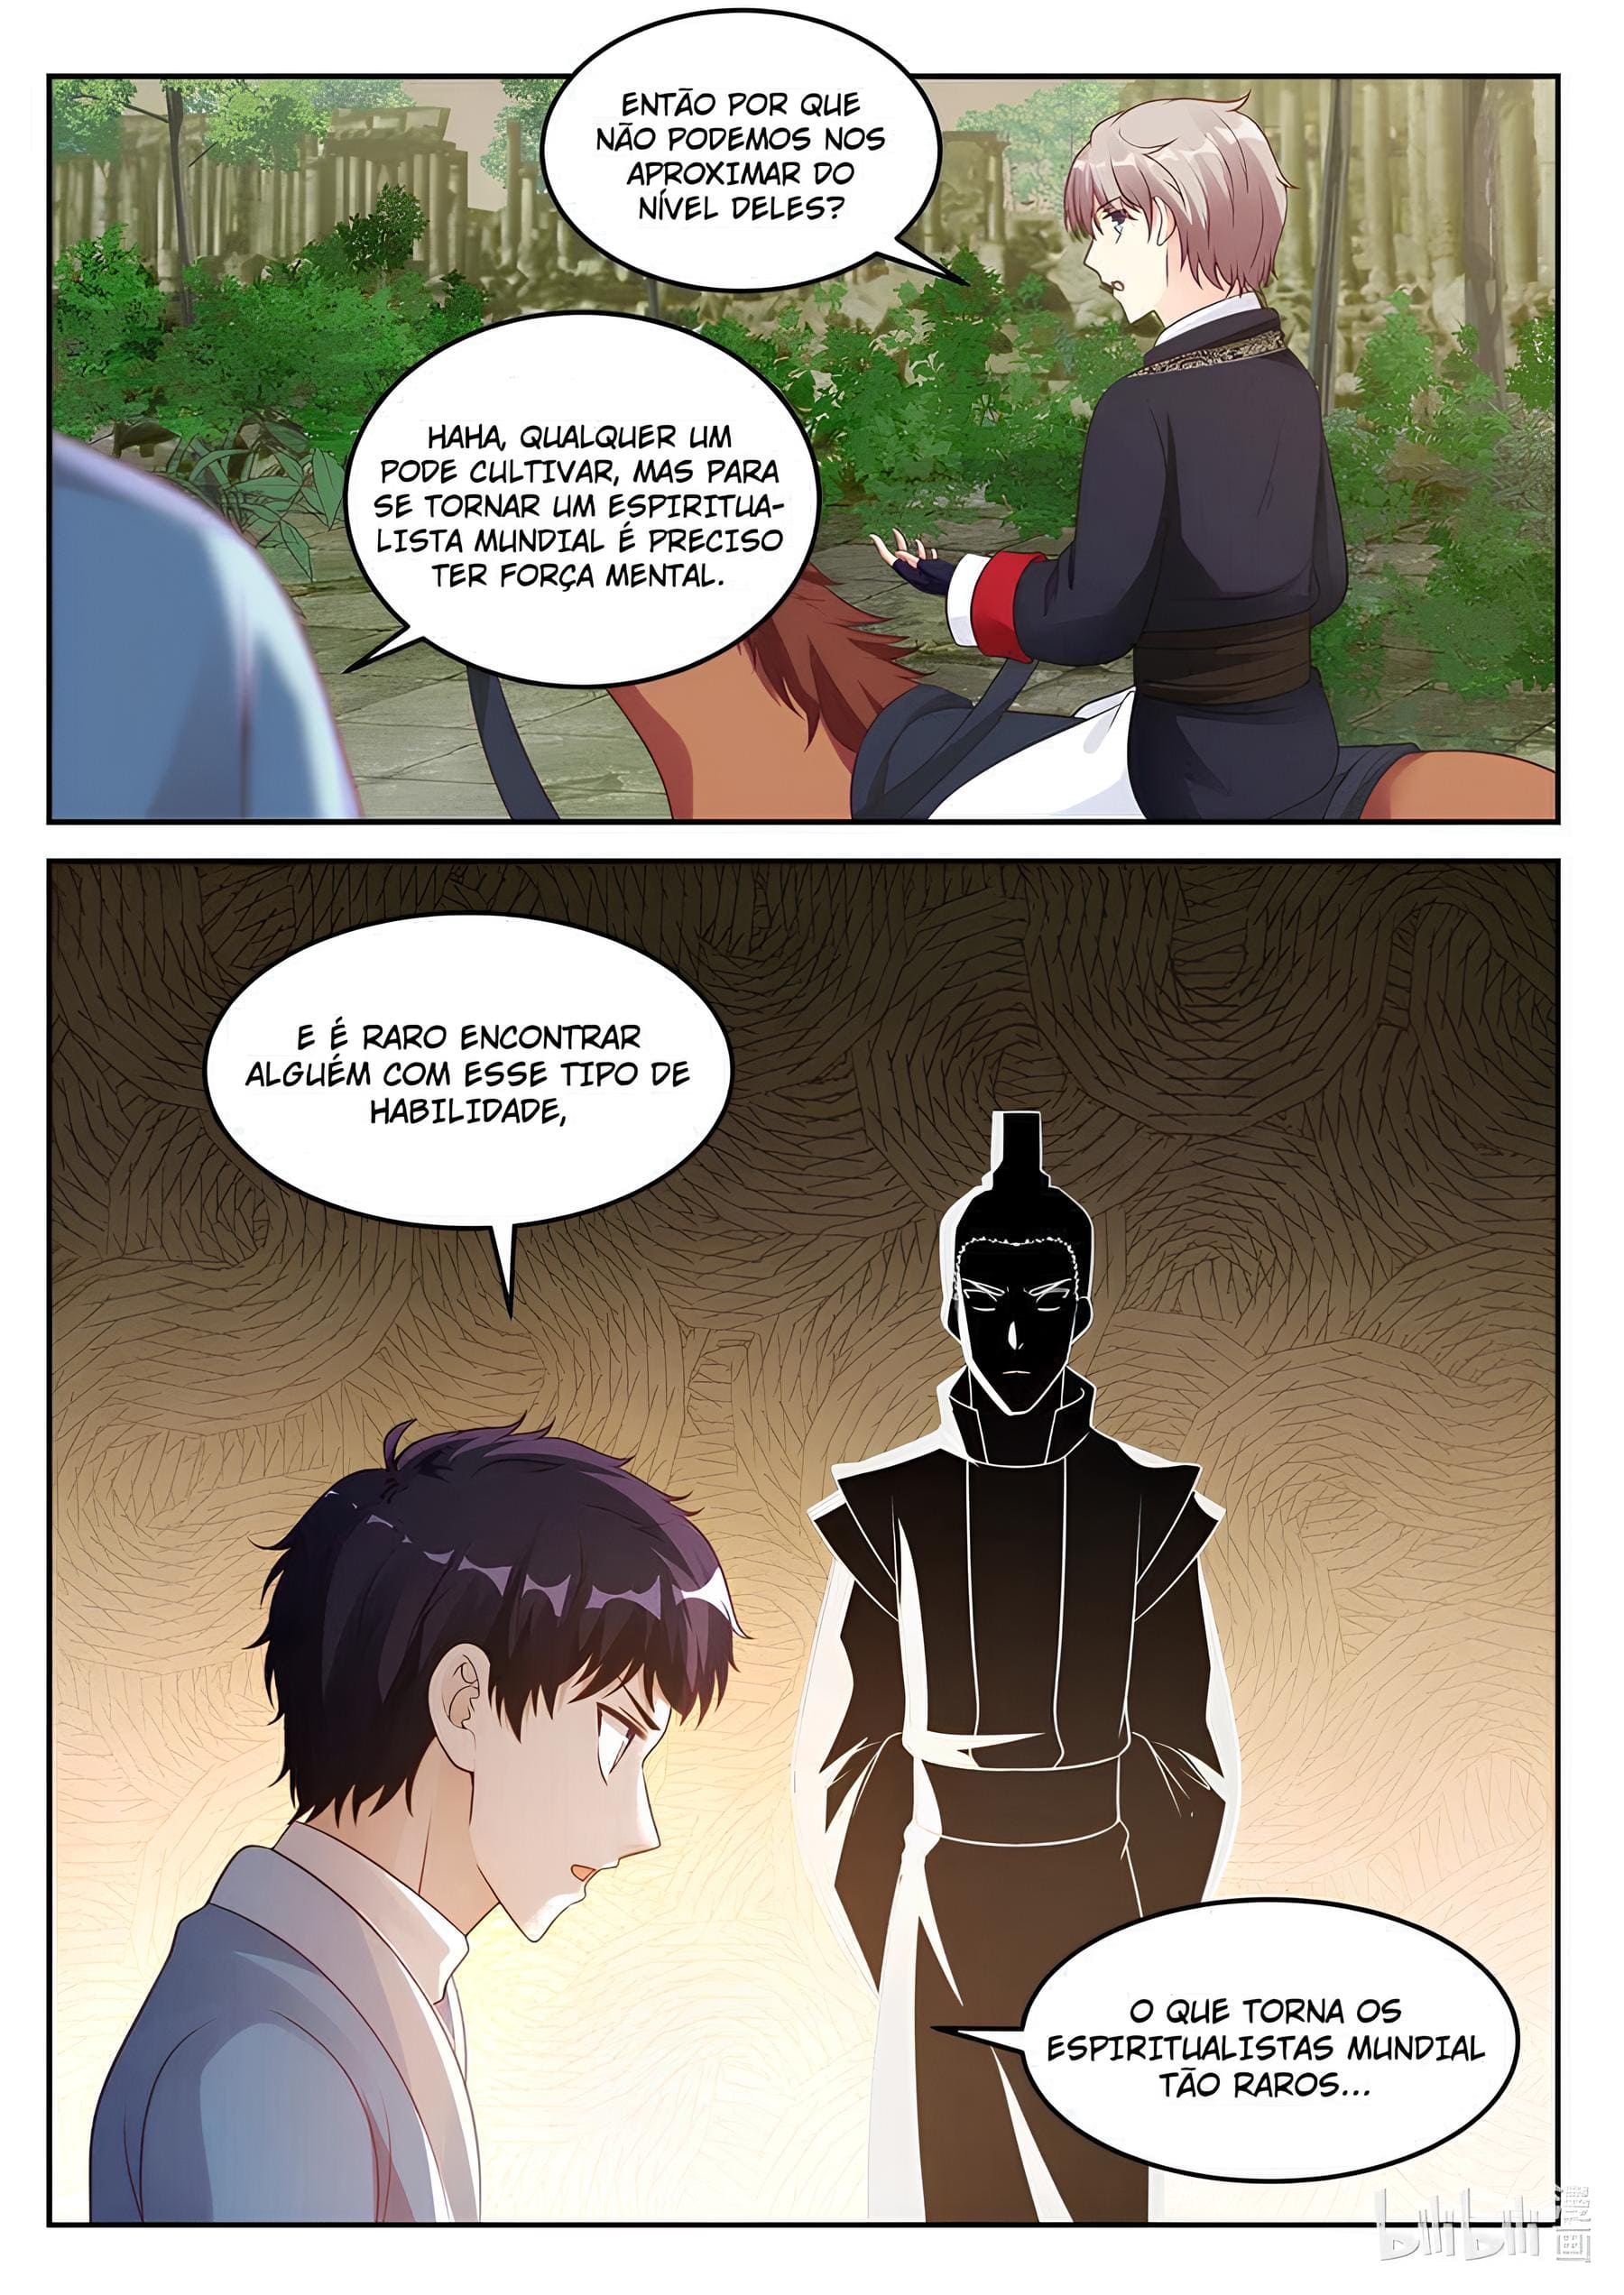 ENTÃO POR QUE
NÃO PODEMOS NOS
APROXIMAR DO
NÍVEL DELES?
HAHA, QUALQUER UM
PODE CULTIVAR, MAS PARA
SE TORNAR UM ESPIRITUA-
LISTA MUNDIAL É PRECISO
TER FORÇA MENTAL.
E É RARO ENCONTRAR
ALGUÉM COM ESSE TIPO DE
HABILIDADE,
O QUE TORNA OS
ESPIRITUALISTAS MUNDIAL
TÃO RAROS...
bilibili 漫画